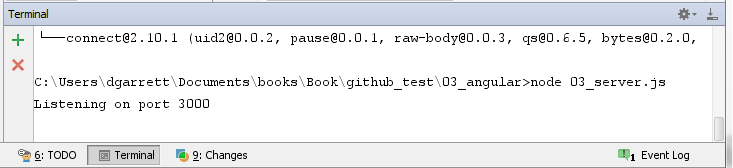 Terminal
└──connect@2.10.1 (uid2@0.0.2, pause@0.0.1, raw-body@0.0.3, qs@0.6.5, bytes@0.2.0,
C:\Users\dgarrett\Documents\books\Book\github_test\03_angular>node 03_server.js
Listening on port 3000
6: TODO Terminal 9: Changes 1 Event Log